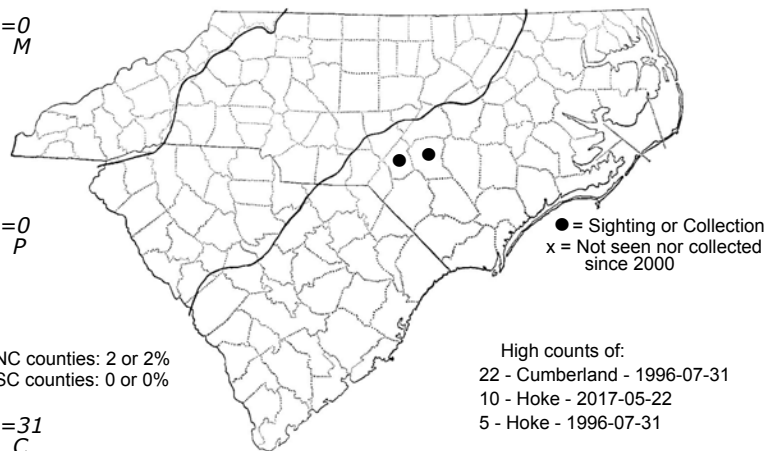 =0
M
=0
P
● = Sighting or Collection
x = Not seen nor collected
since 2000
NC counties: 2 or 2%
SC counties: 0 or 0%
High counts of:
22 - Cumberland - 1996-07-31
10 - Hoke - 2017-05-22
5 - Hoke - 1996-07-31
=31
C